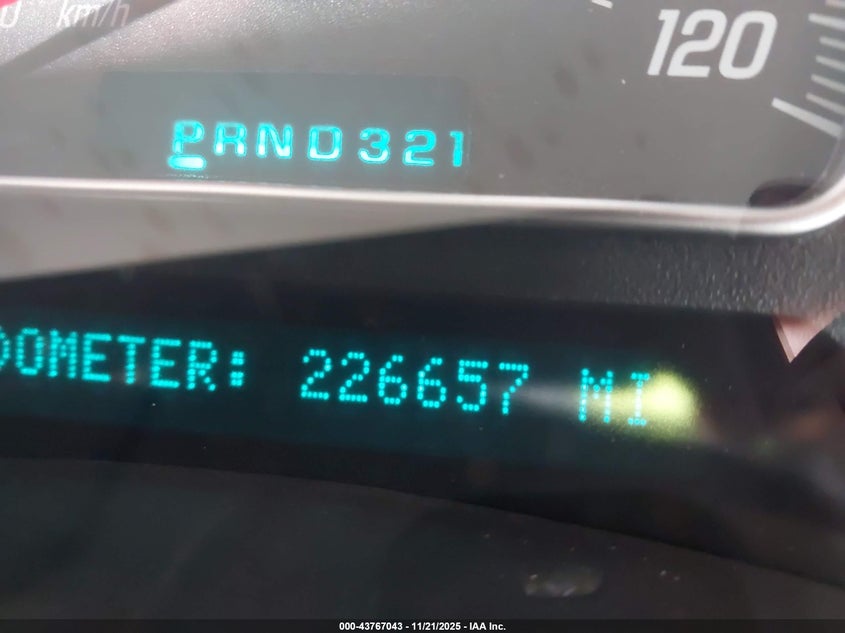 km/h
120
PRND321
ODOMETER: 226657 MI
000-43767043 - 11/21/2025 - IAA Inc.